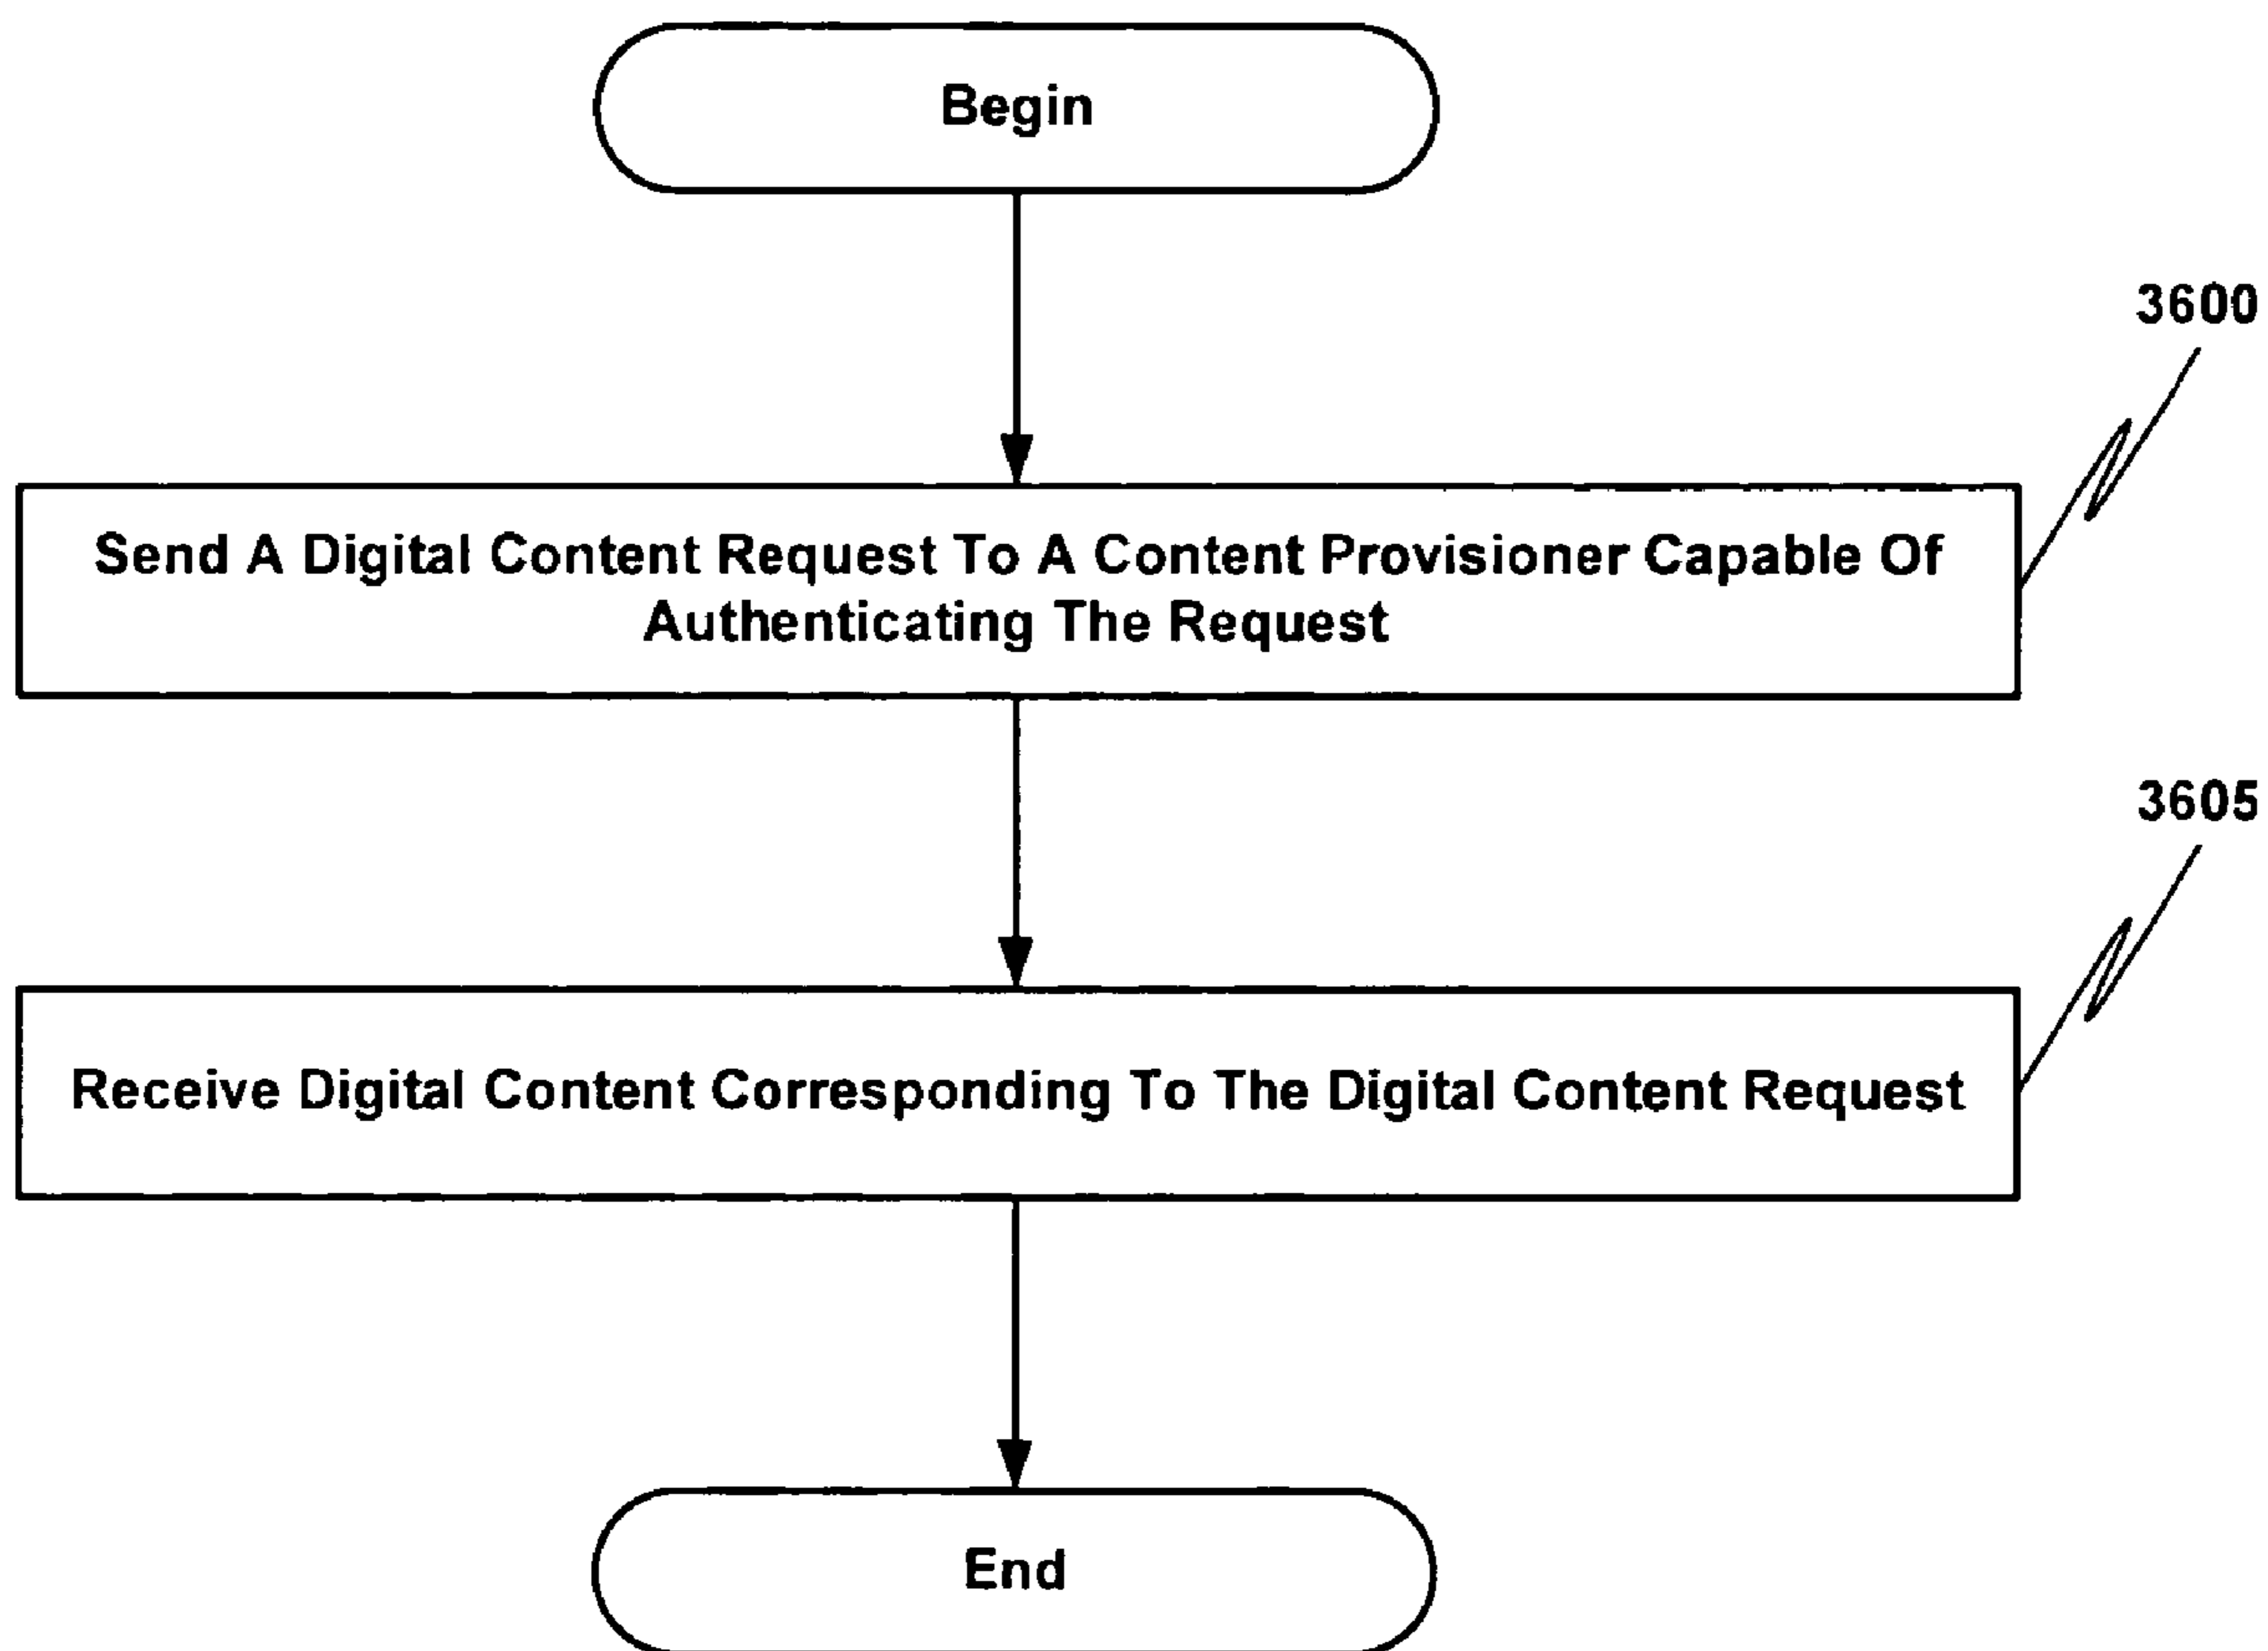 Begin
3600
Send A Digital Content Request To A Content Provisioner Capable Of
Authenticating The Request
3605
Receive Digital Content Corresponding To The Digital Content Request
End